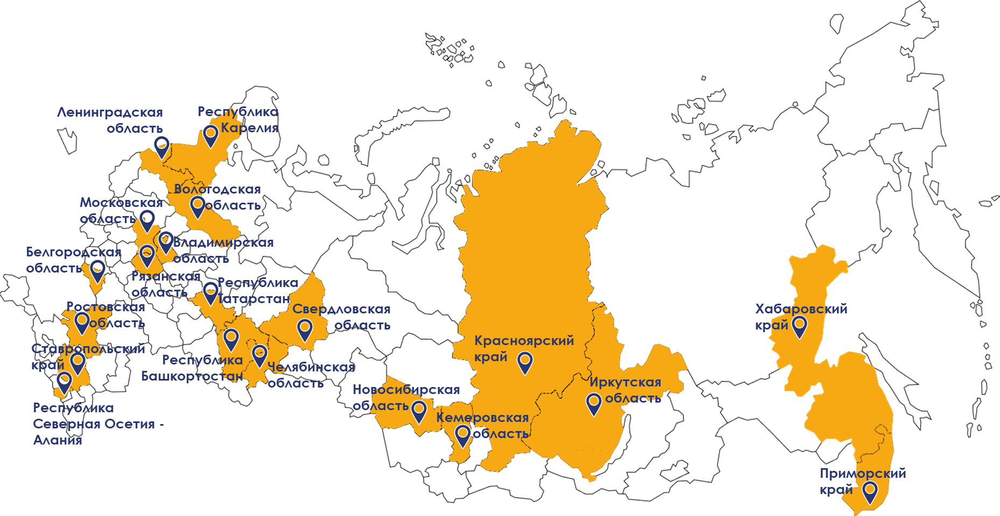 Ленинградская
область
Республика
Карелия
Вологодская
область
Московская
область
Владимирская
область
Белгородская
область
Рязанская
область
Республика
Татарстан
Ростовская
область
Свердловская
область
Ставропольский
край
Республика
Башкортостан
Челябинская
область
Республика
Северная Осетия -
Алания
Новосибирская
область
Кемеровская
область
Красноярский
край
Иркутская
область
Хабаровский
край
Приморский
край